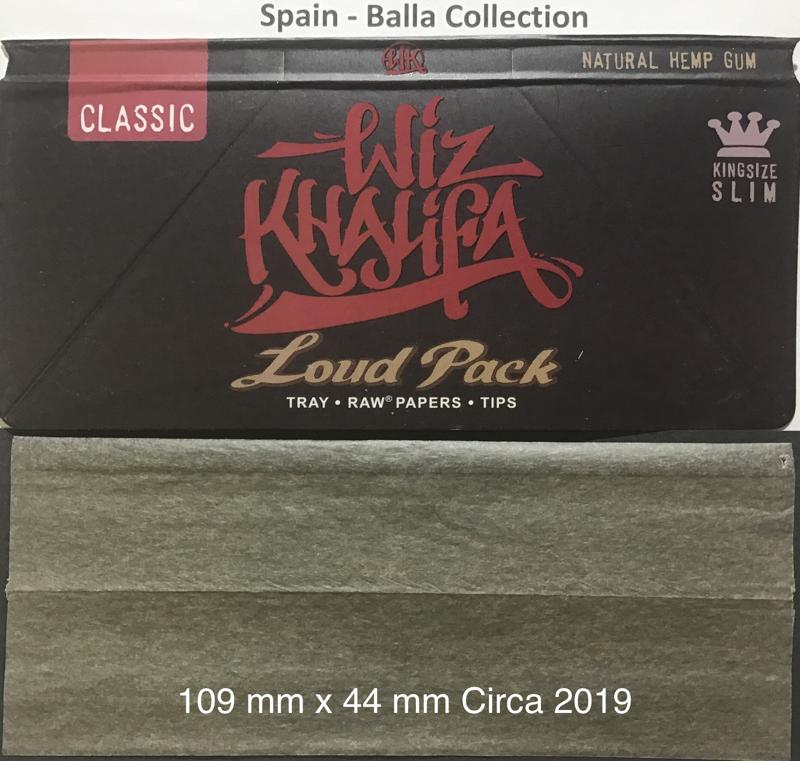 Spain - Balla Collection
NATURAL HEMP GUM
CLASSIC
Wiz
KHALiFA
KINGSIZE
SLIM
Loud Pack
TRAY • RAW® PAPERS • TIPS
109 mm x 44 mm Circa 2019